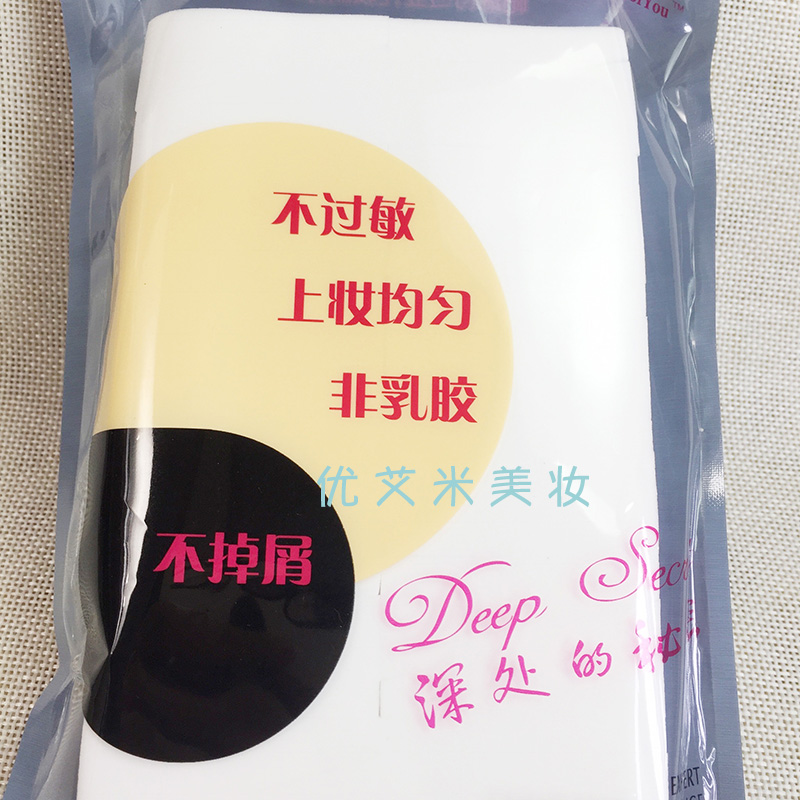 不过敏
上妆均匀
非乳胶
优艾米美妆
不掉屑
Deep
深处的